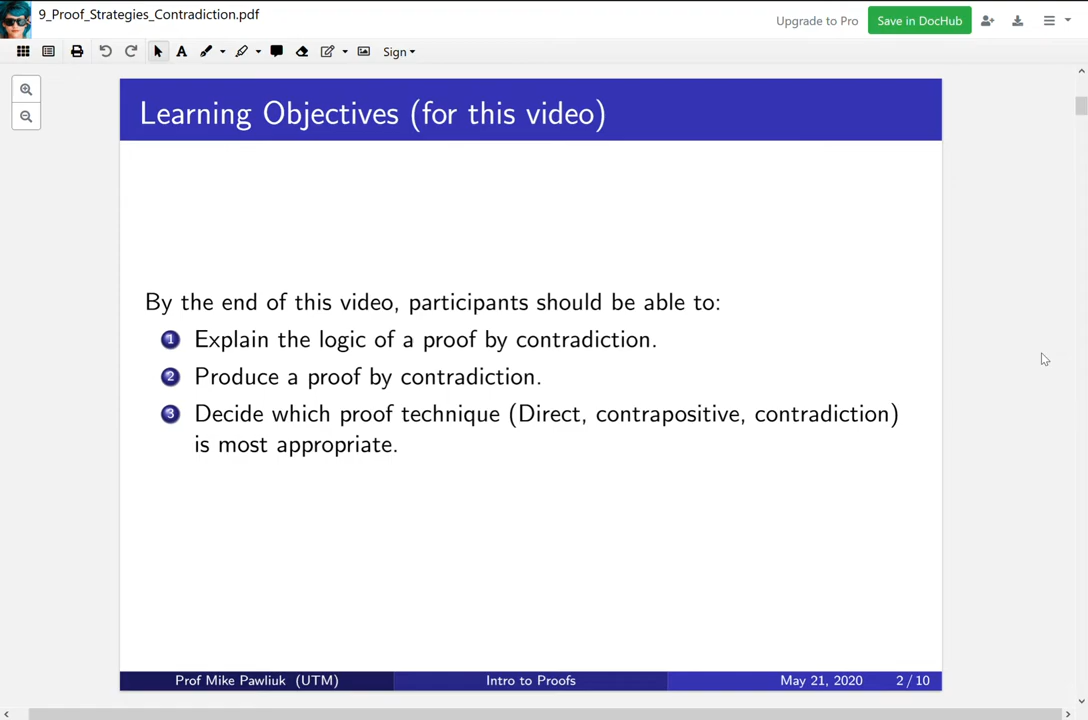 9_Proof_Strategies_Contradiction.pdf
Upgrade to Pro
Save in DocHub
A
Sign
Learning Objectives (for this video)
By the end of this video, participants should be able to:
1 Explain the logic of a proof by contradiction.
2 Produce a proof by contradiction.
3 Decide which proof technique (Direct, contrapositive, contradiction)
is most appropriate.
Prof Mike Pawliuk (UTM)
Intro to Proofs
May 21, 2020
2 / 10